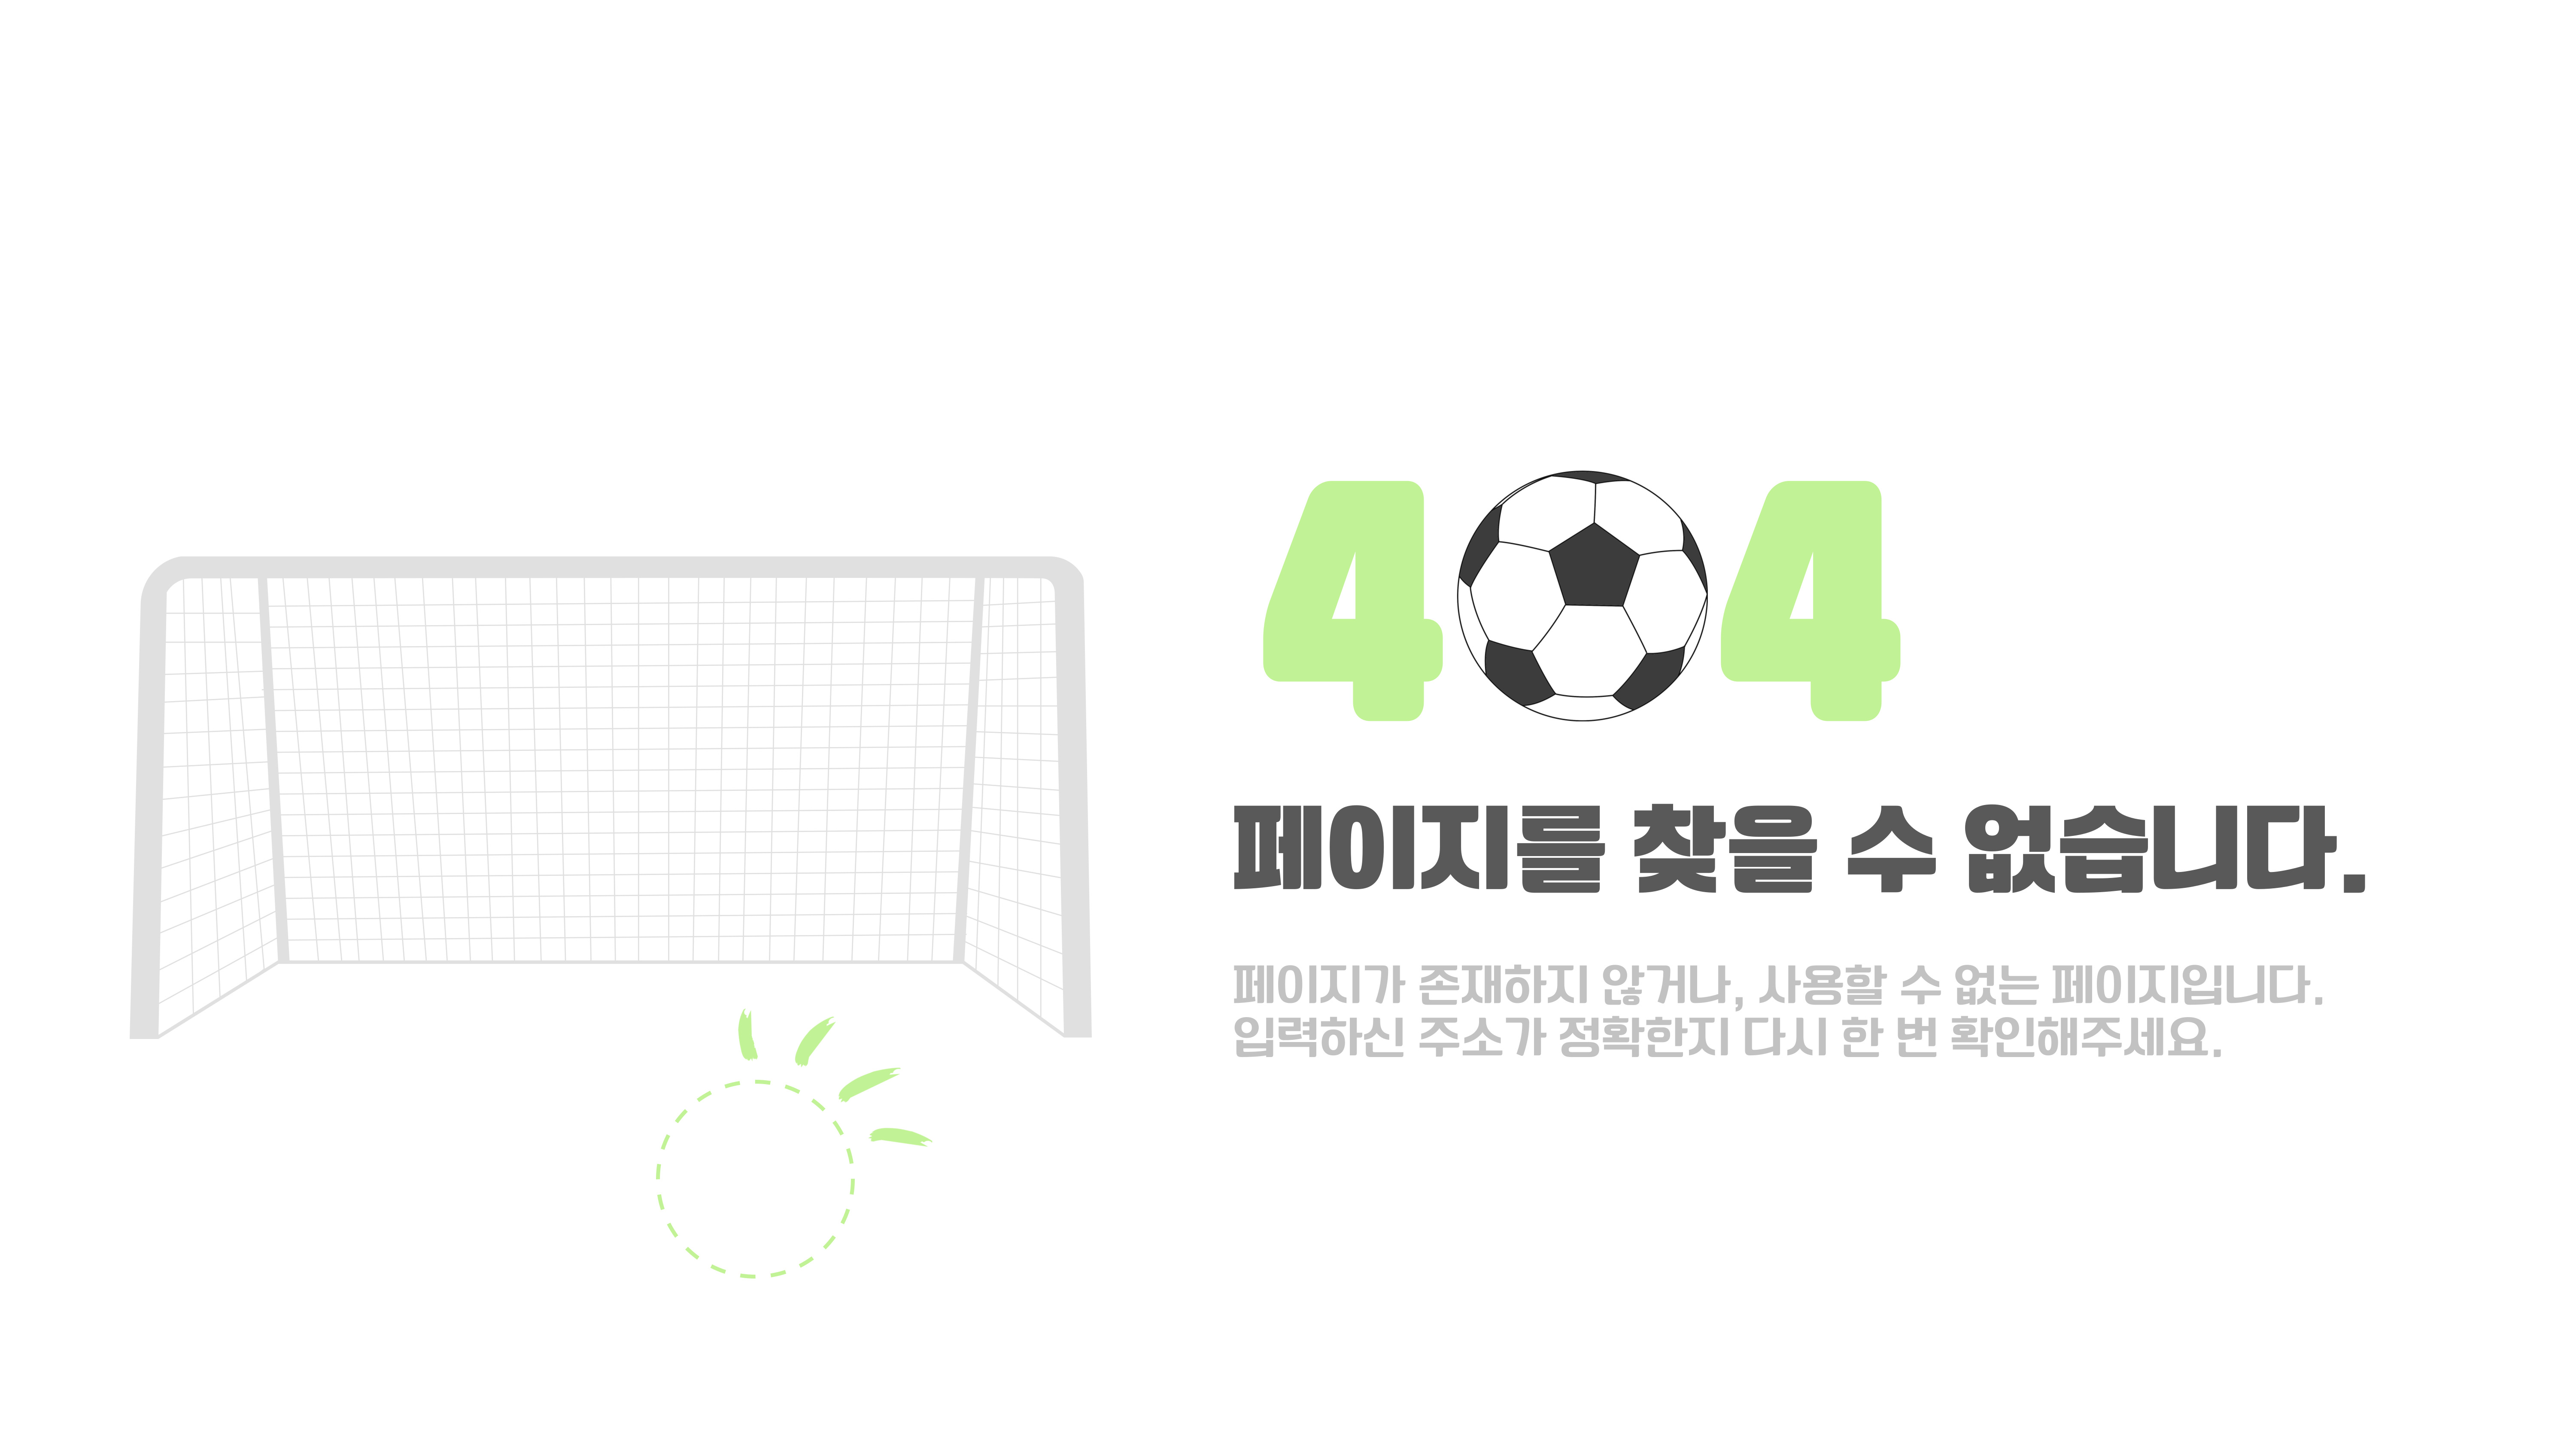 404
페이지를 찾을 수 없습니다.
페이지가 존재하지 않거나, 사용할 수 없는 페이지입니다.
입력하신 주소가 정확한지 다시 한 번 확인해주세요.